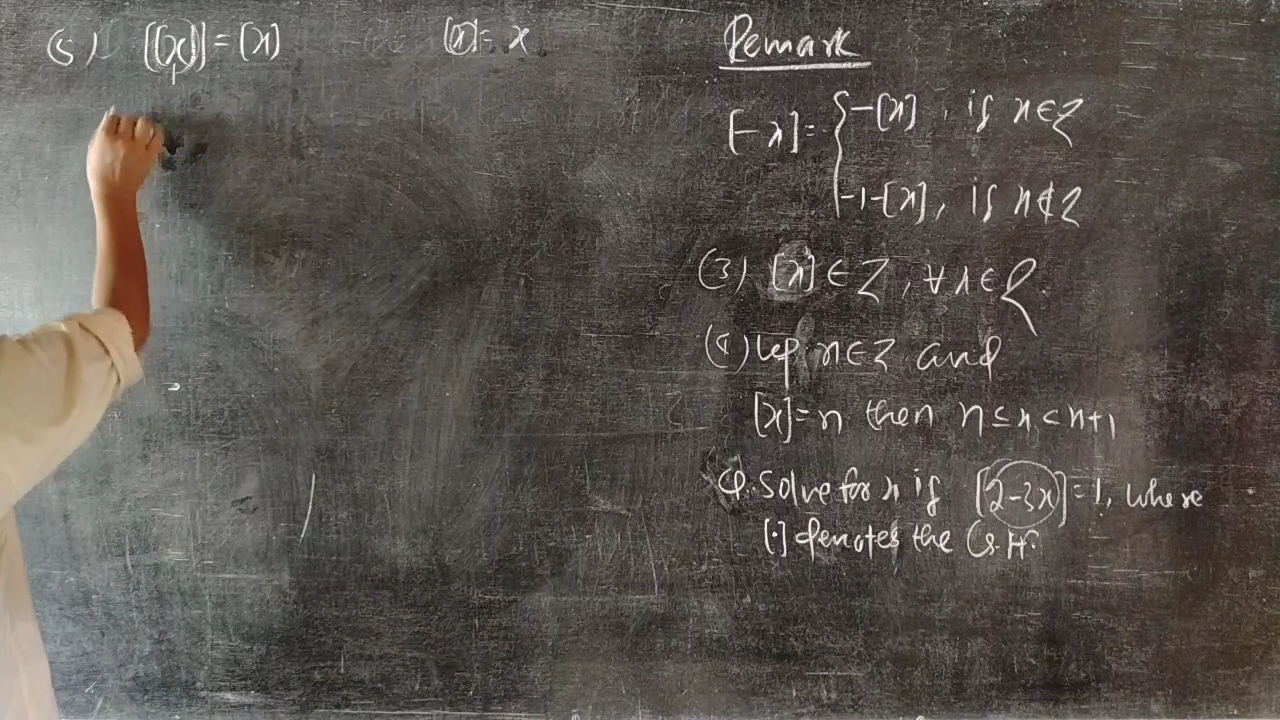 (5) [[x]] = [x] [x] = x
Remark
[-x] = { -[x], if x∈Z
-1-[x], if x∉Z
(3) [x] ∈ Z, ∀ x ∈ R.
(4) Let n∈Z and
[x]=n then n≤x<n+1
Q. Solve for x if [2-3x]=1, where
[·] denotes the G.I.F.